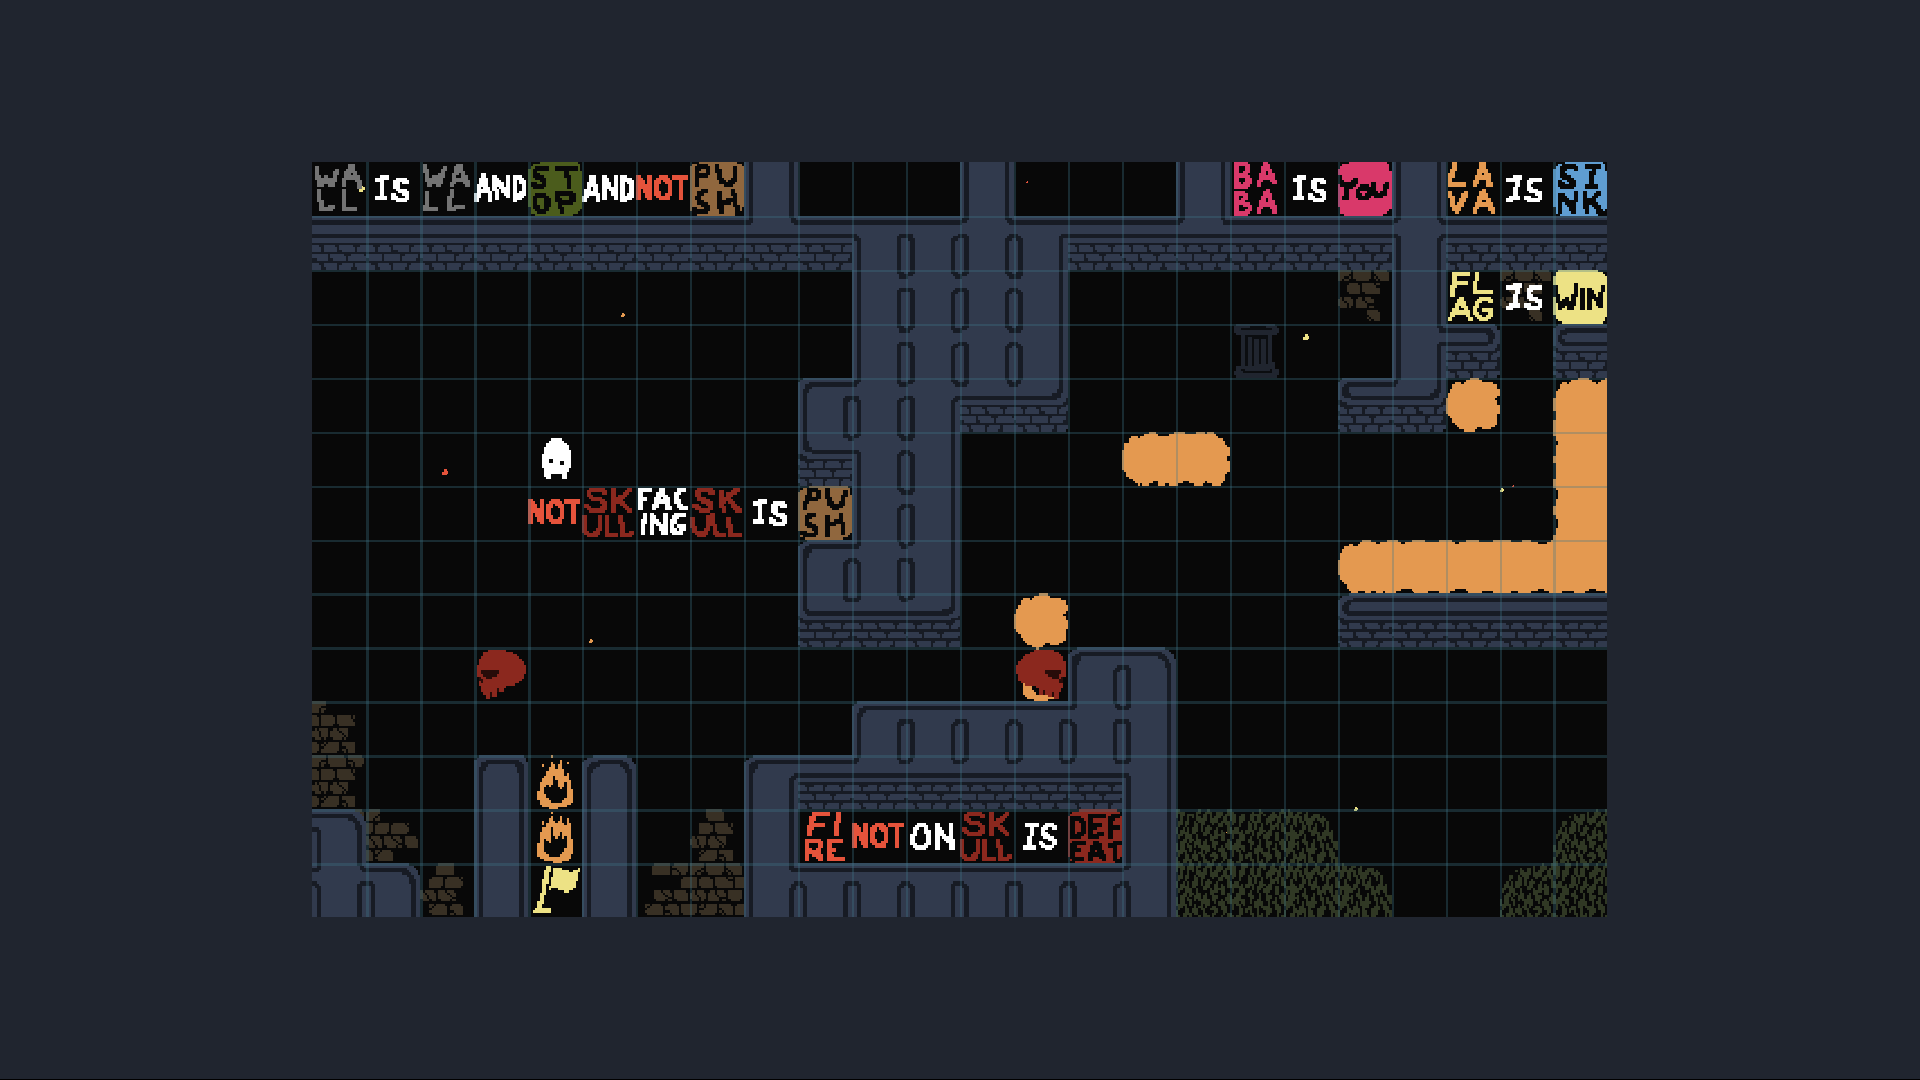 WALL IS WALL AND STOP AND NOT PUSH
BABA IS YOU
LAVA IS SINK
FLAG IS WIN
NOT SKULL FACING SKULL IS PUSH
FIRE NOT ON SKULL IS DEFEAT